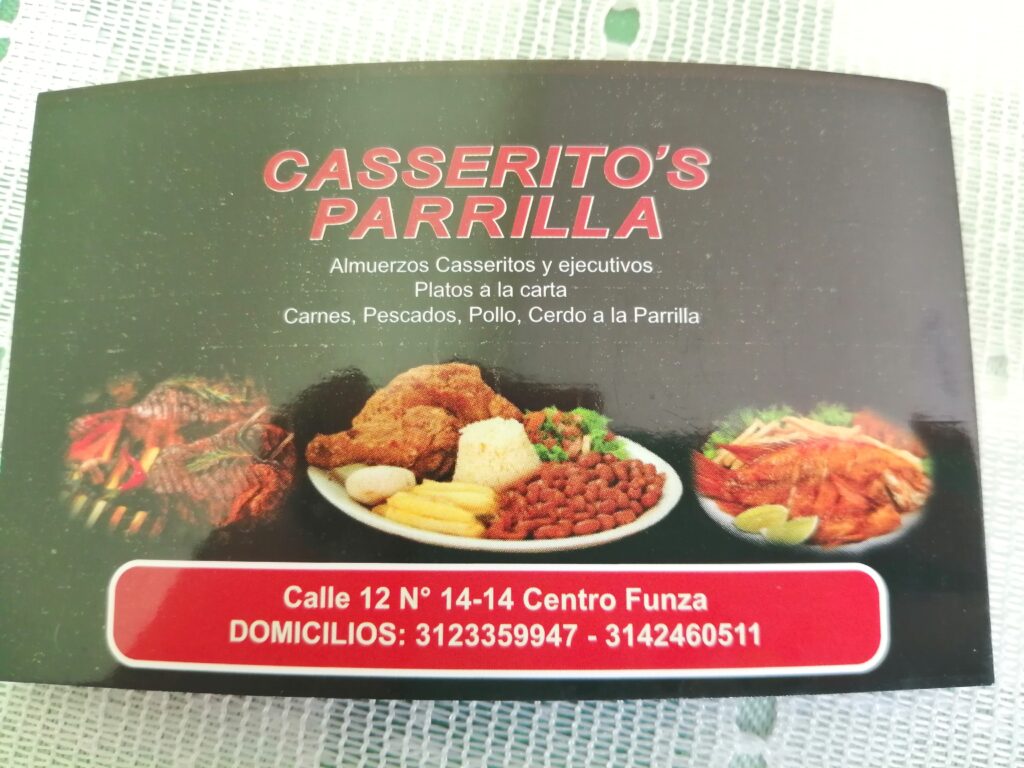 CASSERITO'S
PARRILLA
Almuerzos Casseritos y ejecutivos
Platos a la carta
Carnes, Pescados, Pollo, Cerdo a la Parrilla
Calle 12 N° 14-14 Centro Funza
DOMICILIOS: 3123359947 - 3142460511